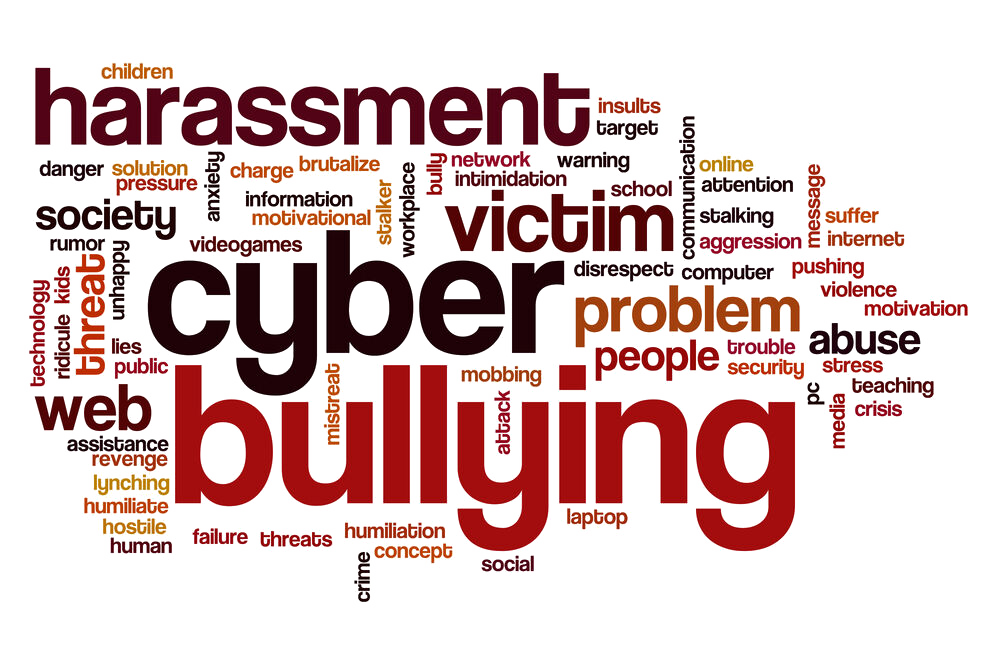 children
harassment
insults
target
danger
solution
pressure
anxiety
charge
brutalize
workplace
bully
network
intimidation
warning
school
communication
online
attention
message
society
information
motivational
stalker
victim
stalking
aggression
suffer
internet
rumor
unhappy
videogames
cyber
disrespect
computer
pushing
violence
motivation
technology
kids
ridicule
threat
lies
public
problem
people
trouble
security
abuse
stress
teaching
pc
media
crisis
web
mistreat
mobbing
attack
bullying
assistance
revenge
lynching
humiliate
hostile
human
failure
threats
humiliation
concept
crime
social
laptop